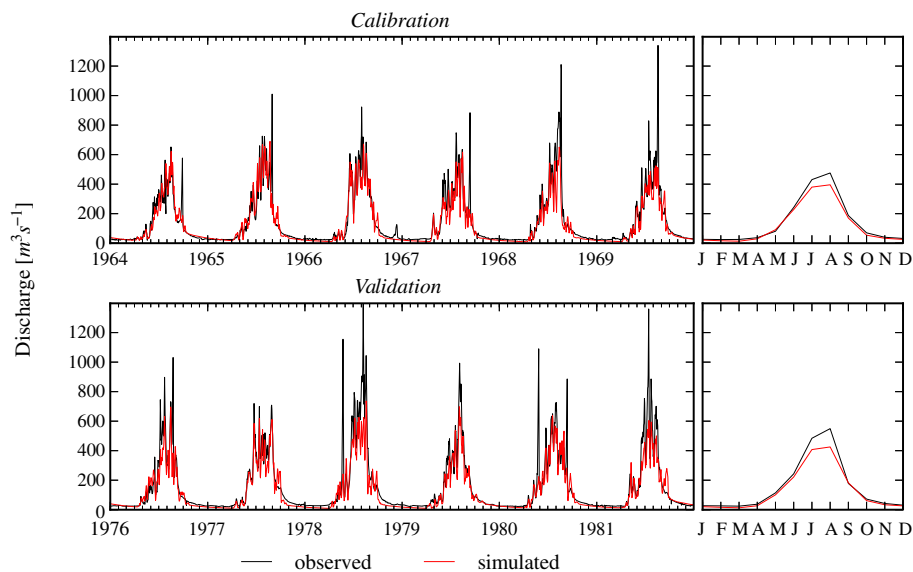 Calibration
1200
1000
800
600
400
200
0
1964 1965 1966 1967 1968 1969
J F M A M J J A S O N D
Discharge [m³s⁻¹]
Validation
1200
1000
800
600
400
200
0
1976 1977 1978 1979 1980 1981
J F M A M J J A S O N D
observed simulated